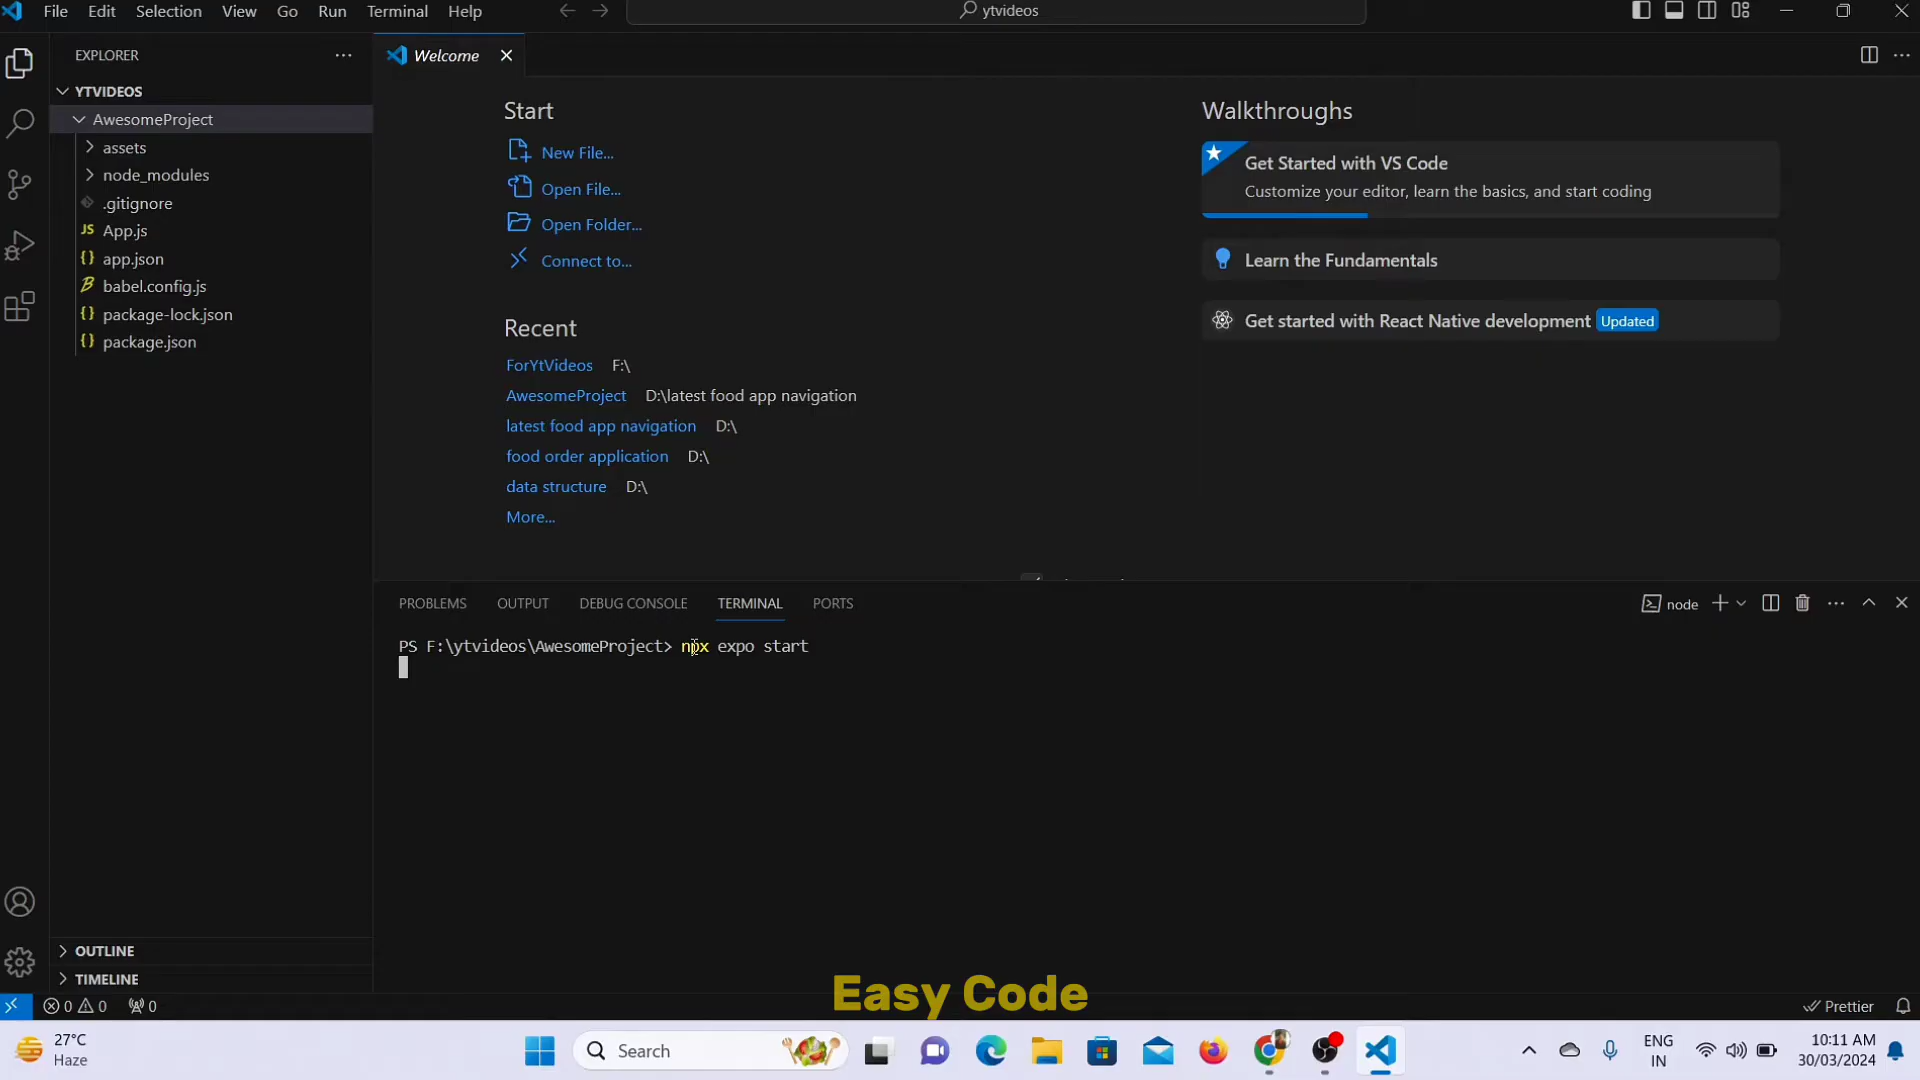 File Edit Selection View Go Run Terminal Help
ytvideos
EXPLORER
Welcome
YTVIDEOS
AwesomeProject
assets
node_modules
.gitignore
JS App.js
{} app.json
babel.config.js
{} package-lock.json
{} package.json
OUTLINE
TIMELINE
Start
New File...
Open File...
Open Folder...
Connect to...
Recent
ForYtVideos F:\
AwesomeProject D:\latest food app navigation
latest food app navigation D:\
food order application D:\
data structure D:\
More...
Walkthroughs
Get Started with VS Code
Customize your editor, learn the basics, and start coding
Learn the Fundamentals
Get started with React Native development Updated
PROBLEMS OUTPUT DEBUG CONSOLE TERMINAL PORTS
node
PS F:\ytvideos\AwesomeProject> npx expo start
Easy Code
0 0 0
Prettier
27°C
Haze
Search
ENG
IN
10:11 AM
30/03/2024